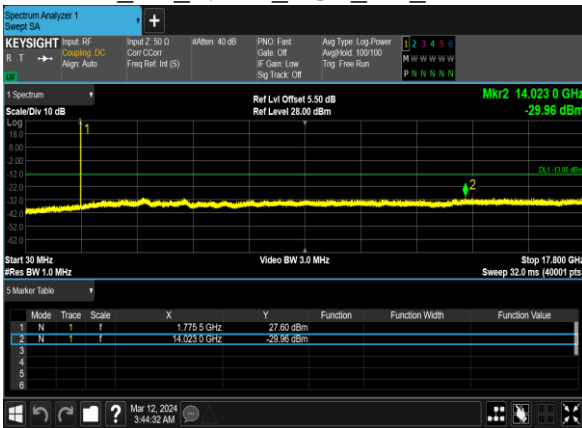 Spectrum Analyzer 1
Swept SA
KEYSIGHT Input: RF Input Z: 50 Ω #Atten: 40 dB PNO: Fast Avg Type: Log-Power 1 2 3 4 5 6
R T Coupling: DC Corr CCorr Gate: Off Avg|Hold: 100/100 M W W W W W
Align: Auto Freq Ref: Int (S) IF Gain: Low Trig: Free Run
LW Sig Track: Off P N N N N N
1 Spectrum Ref Lvl Offset 5.50 dB Mkr2 14.023 0 GHz
Scale/Div 10 dB Ref Level 28.00 dBm -29.96 dBm
Log
18.0 1
8.00
-2.00
-12.0 DL1 -13.00 dBm
-22.0 2
-32.0
-42.0
-52.0
-62.0
Start 30 MHz Video BW 3.0 MHz Stop 17.800 GHz
#Res BW 1.0 MHz Sweep 32.0 ms (40001 pts
5 Marker Table
Mode Trace Scale X Y Function Function Width Function Value
1 N 1 f 1.775 5 GHz 27.60 dBm
2 N 1 f 14.023 0 GHz -29.96 dBm
3
4
5
6
? Mar 12, 2024
3:44:32 AM